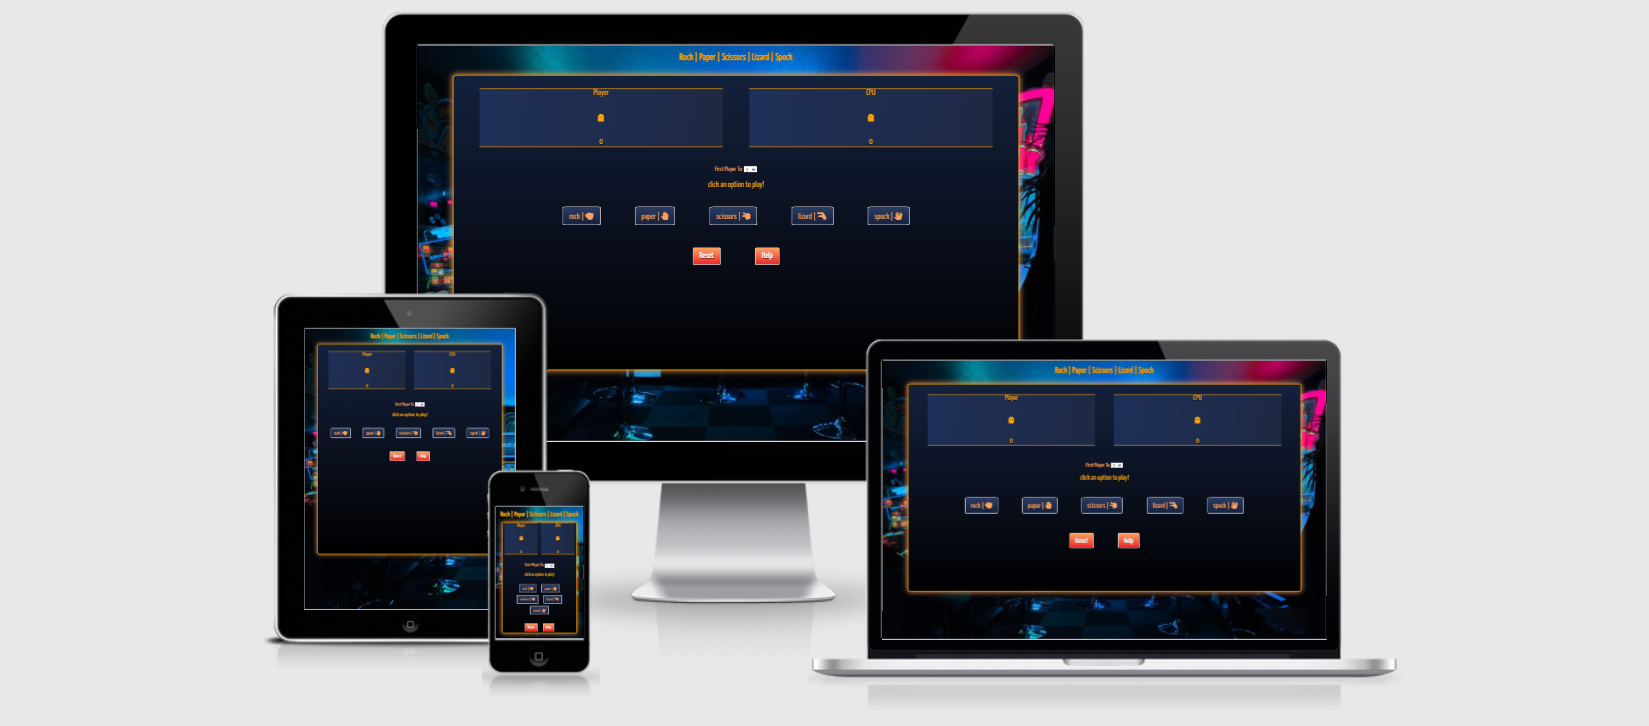 Rock | Paper | Scissors | Lizard | Spock
Player CPU
0 0
First Player To:
click an option to play!
rock | paper | scissors | lizard | spock |
Reset Help
Rock | Paper | Scissors | Lizard | Spock
Player CPU
0 0
First Player To:
click an option to play!
rock | paper | scissors | lizard | spock |
Reset Help
Rock | Paper | Scissors | Lizard | Spock
Player CPU
0 0
First Player To:
click an option to play!
rock | paper |
scissors | lizard |
spock |
Reset Help
Rock | Paper | Scissors | Lizard | Spock
Player CPU
0 0
First Player To:
click an option to play!
rock | paper | scissors | lizard | spock |
Reset Help